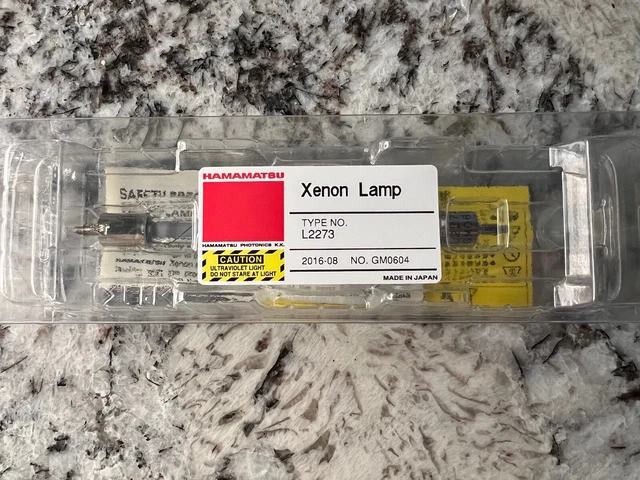 HAMAMATSU
Xenon Lamp
TYPE NO.
L2273
HAMAMATSU PHOTONICS K.K.
CAUTION
ULTRAVIOLET LIGHT
DO NOT STARE AT LIGHT
2016-08 NO. GM0604
MADE IN JAPAN
SAFETY